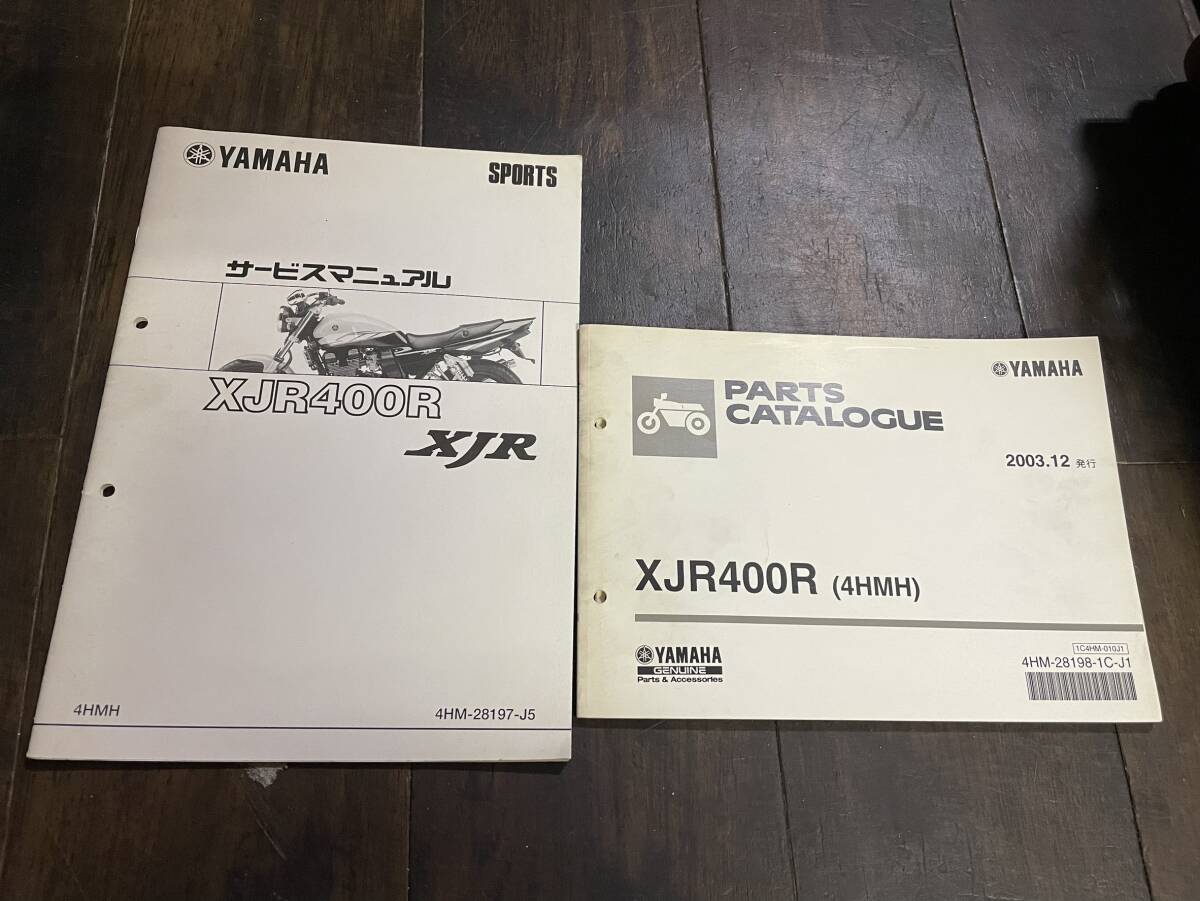 YAMAHA
SPORTS
サービスマニュアル
XJR400R
XJR
4HMH
4HM-28197-J5
YAMAHA
PARTS
CATALOGUE
2003.12 発行
XJR400R (4HMH)
YAMAHA
GENUINE
Parts & Accessories
1C4HM-010J1
4HM-28198-1C-J1